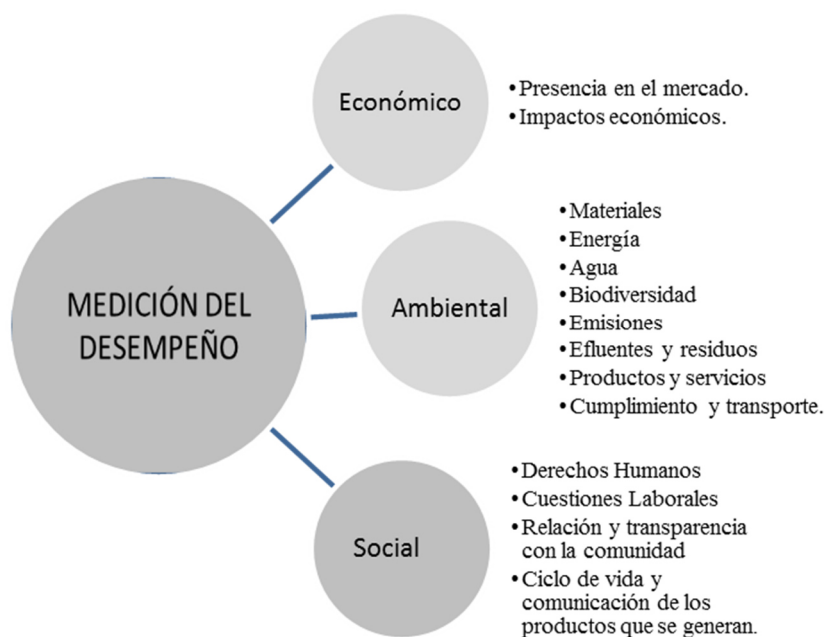 Económico
• Presencia en el mercado.
• Impactos económicos.
MEDICIÓN DEL
DESEMPEÑO
Ambiental
• Materiales
• Energía
• Agua
• Biodiversidad
• Emisiones
• Efluentes y residuos
• Productos y servicios
• Cumplimiento y transporte.
Social
• Derechos Humanos
• Cuestiones Laborales
• Relación y transparencia
con la comunidad
• Ciclo de vida y
comunicación de los
productos que se generan.